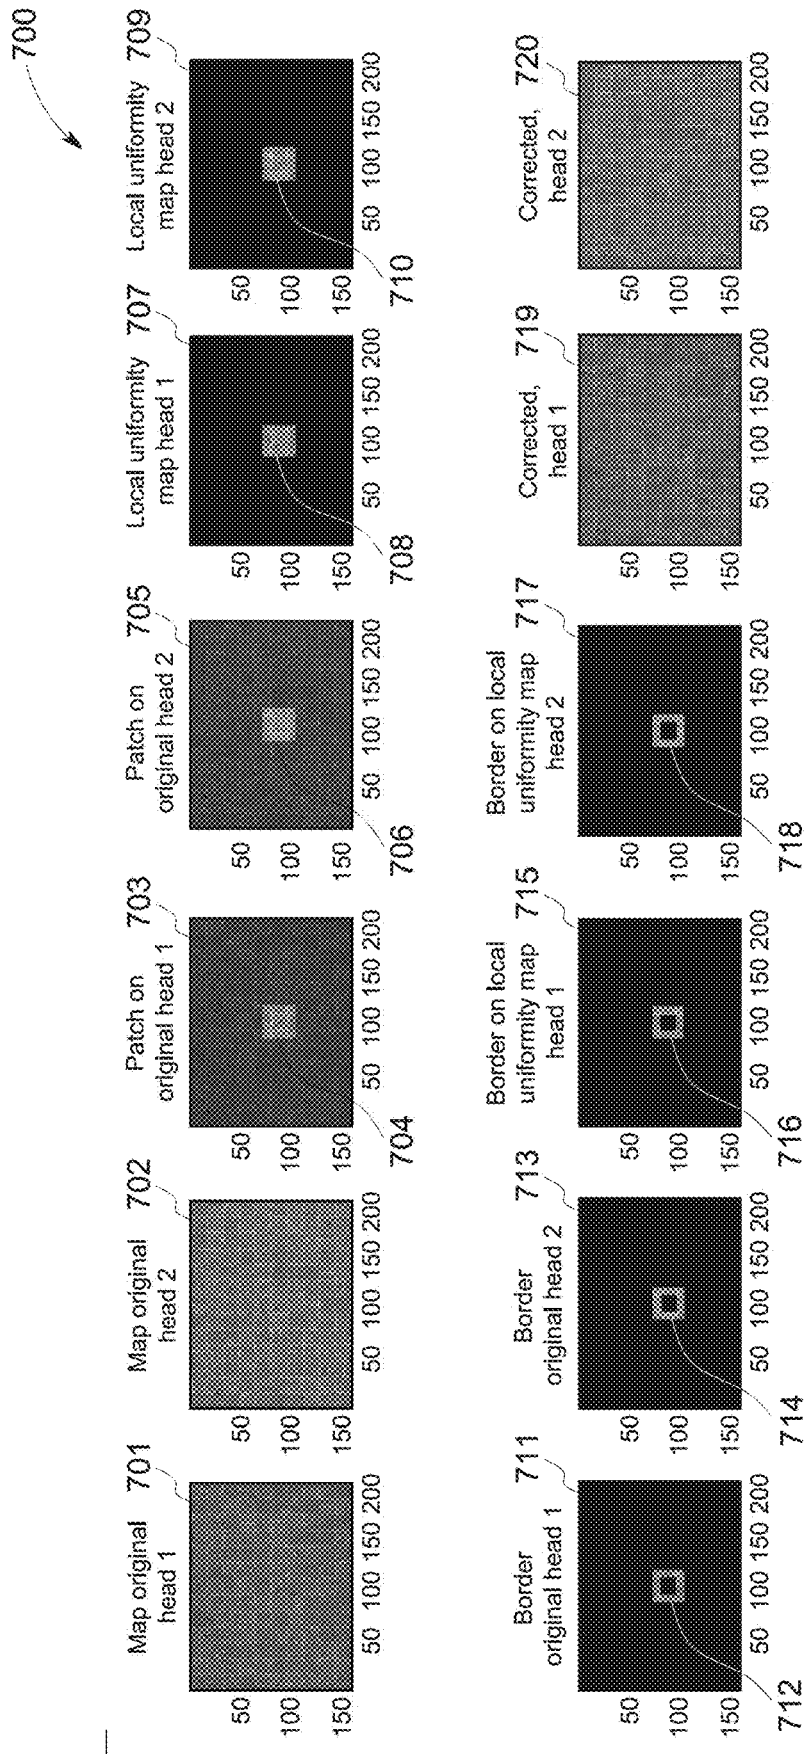 700
Map original
head 1
701
50
100
150
50 100 150 200
Map original
head 2
702
50
100
150
50 100 150 200
Patch on
original head 1
703
50
100
150
50 100 150 200
704
Patch on
original head 2
705
50
100
150
50 100 150 200
706
Local uniformity
map head 1
707
50
100
150
50 100 150 200
708
Local uniformity
map head 2
709
50
100
150
50 100 150 200
710
Border
original head 1
711
50
100
150
50 100 150 200
712
Border
original head 2
713
50
100
150
50 100 150 200
714
Border on local
uniformity map
head 1
715
50
100
150
50 100 150 200
716
Border on local
uniformity map
head 2
717
50
100
150
50 100 150 200
718
Corrected,
head 1
719
50
100
150
50 100 150 200
Corrected,
head 2
720
50
100
150
50 100 150 200